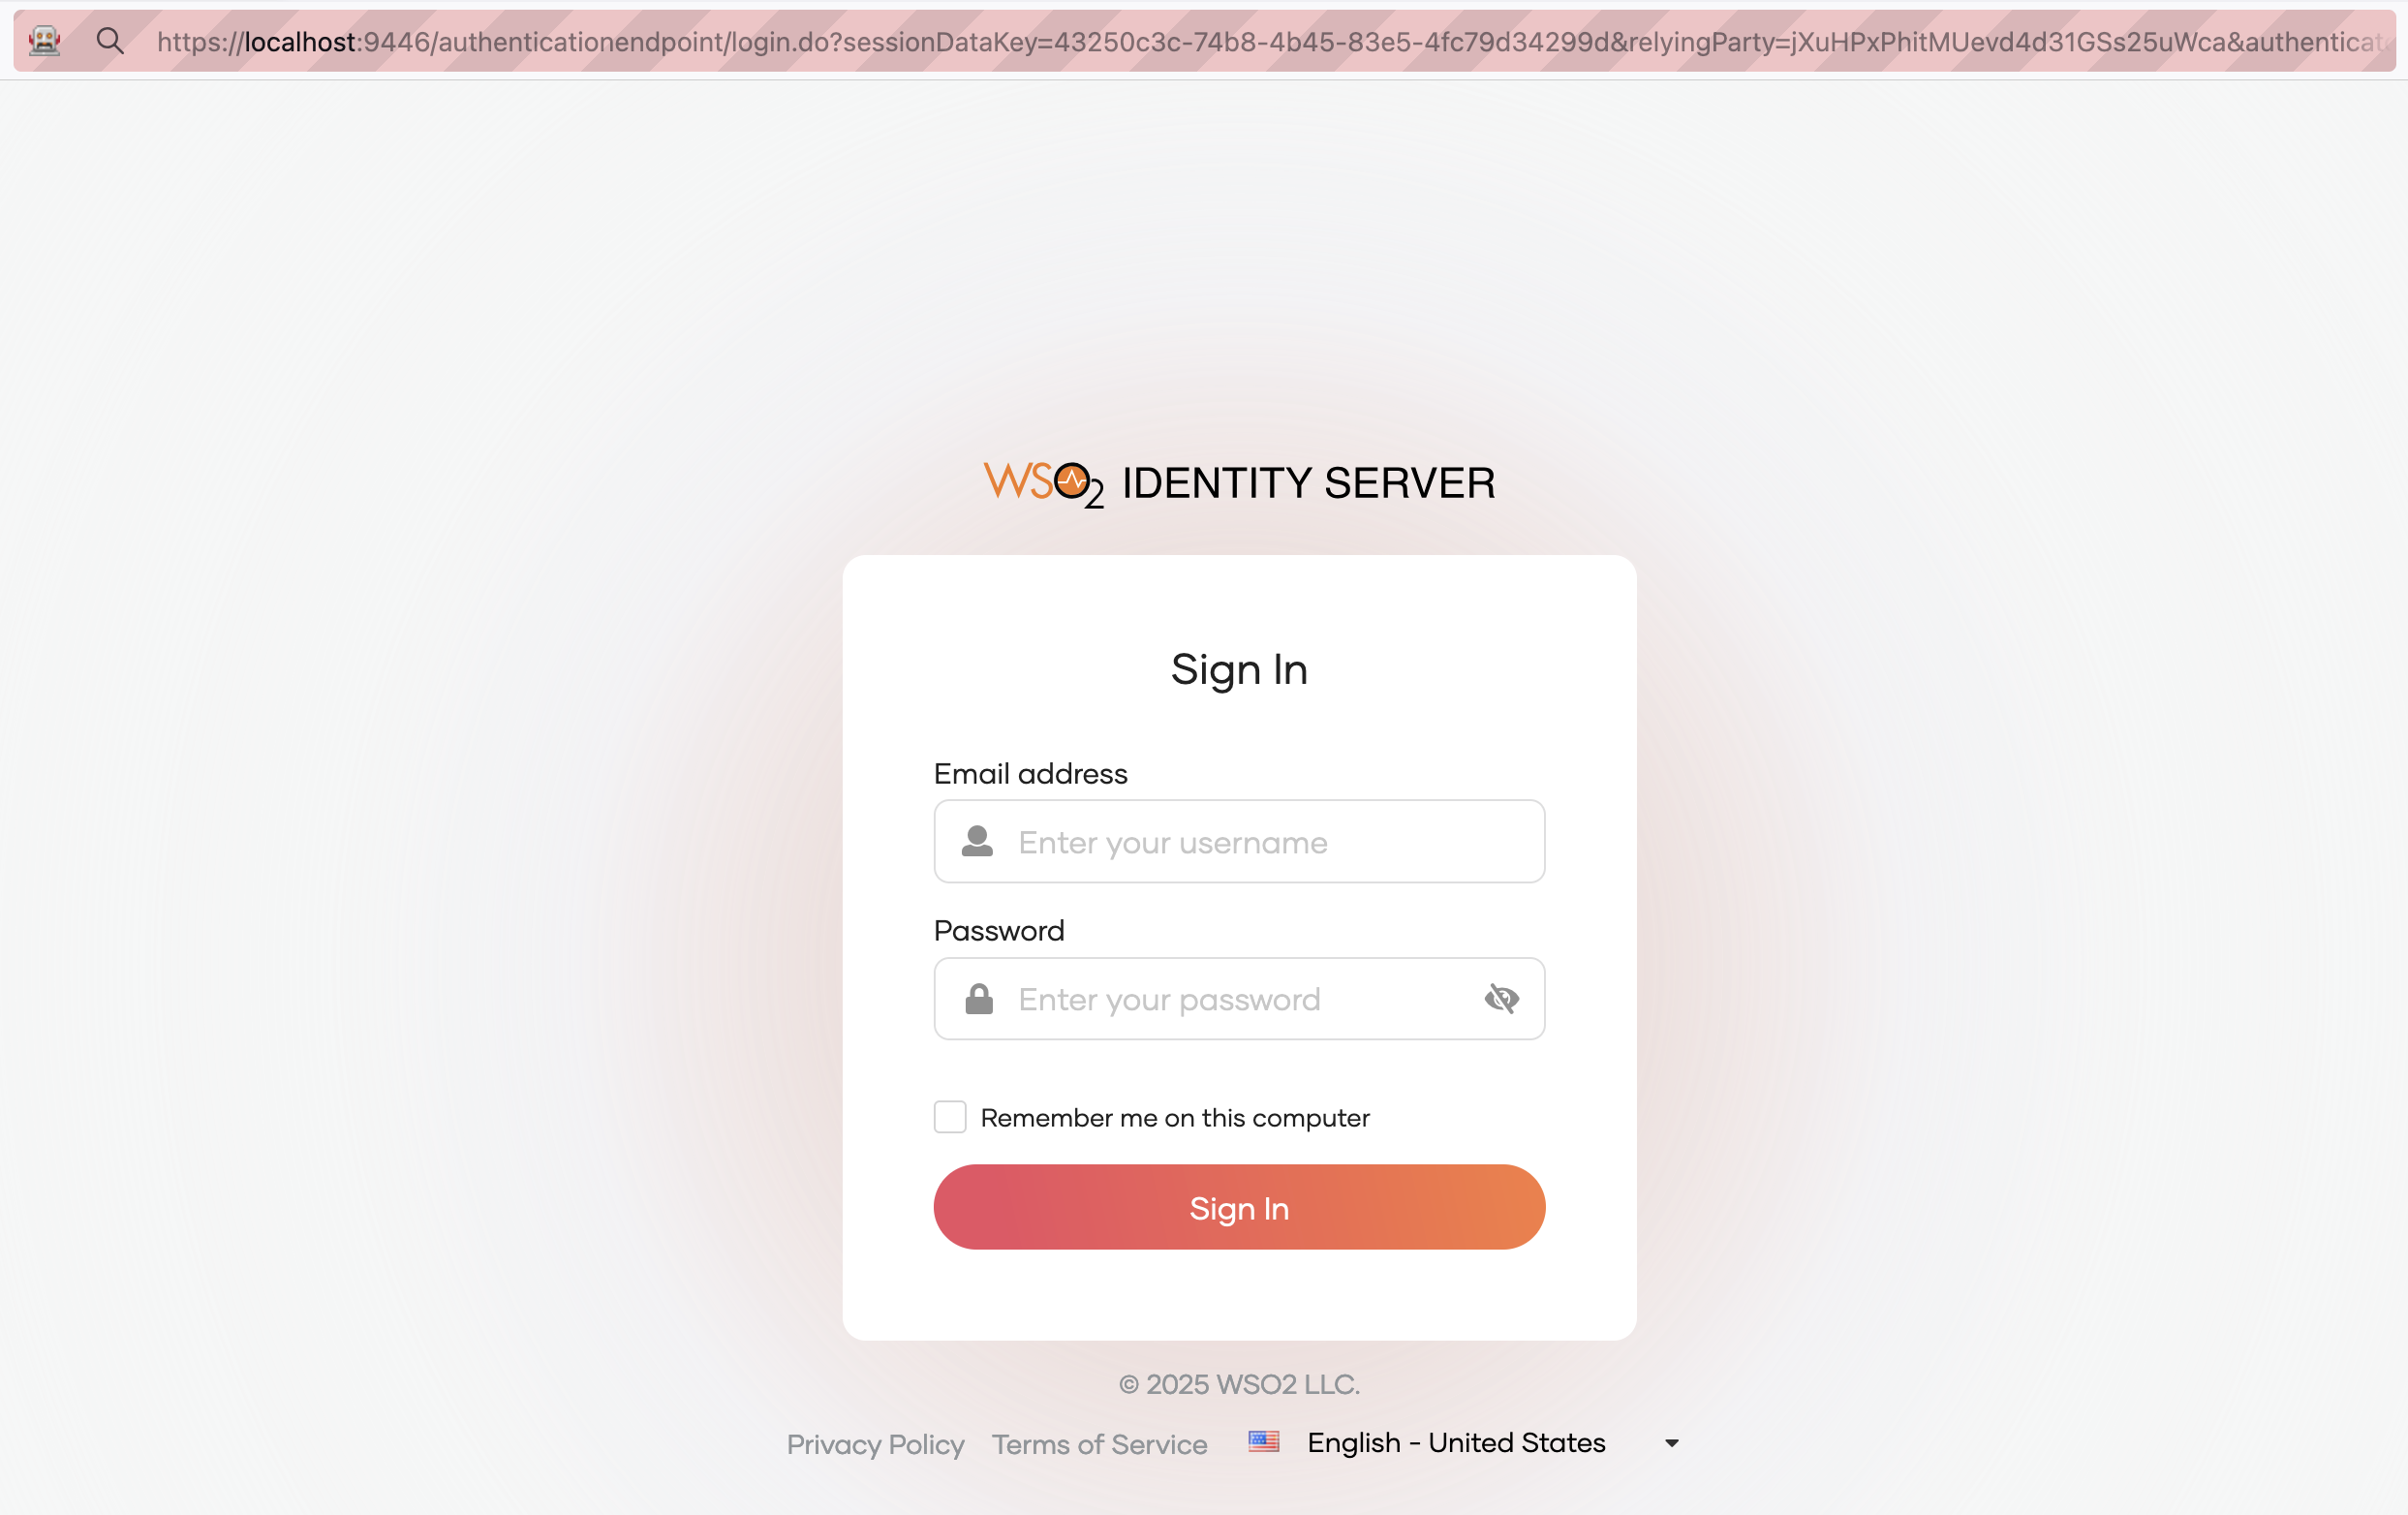 https://localhost:9446/authenticationendpoint/login.do?sessionDataKey=43250c3c-74b8-4b45-83e5-4fc79d34299d&relyingParty=jXuHPxPhitMUevd4d31GSs25uWca&authenticat
WSO2 IDENTITY SERVER
Sign In
Email address
Enter your username
Password
Enter your password
Remember me on this computer
Sign In
© 2025 WSO2 LLC.
Privacy Policy Terms of Service English - United States